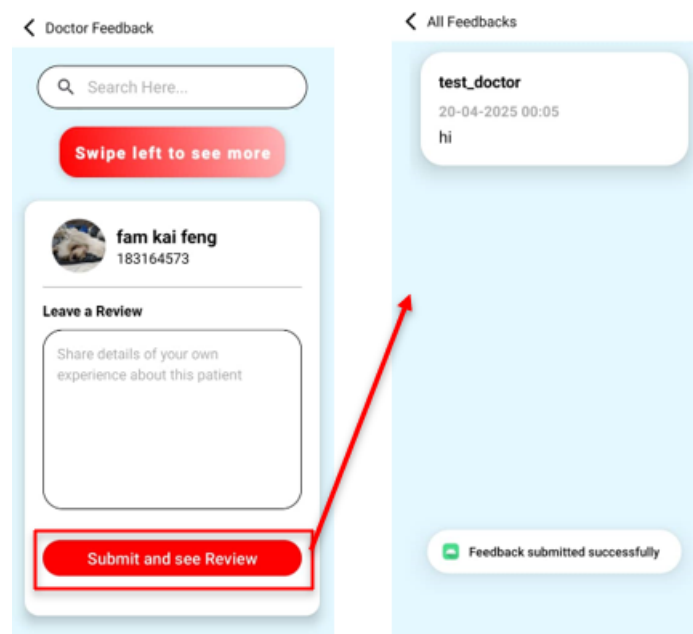 Doctor Feedback
Search Here...
Swipe left to see more
fam kai feng
183164573
Leave a Review
Share details of your own
experience about this patient
Submit and see Review
All Feedbacks
test_doctor
20-04-2025 00:05
hi
Feedback submitted successfully